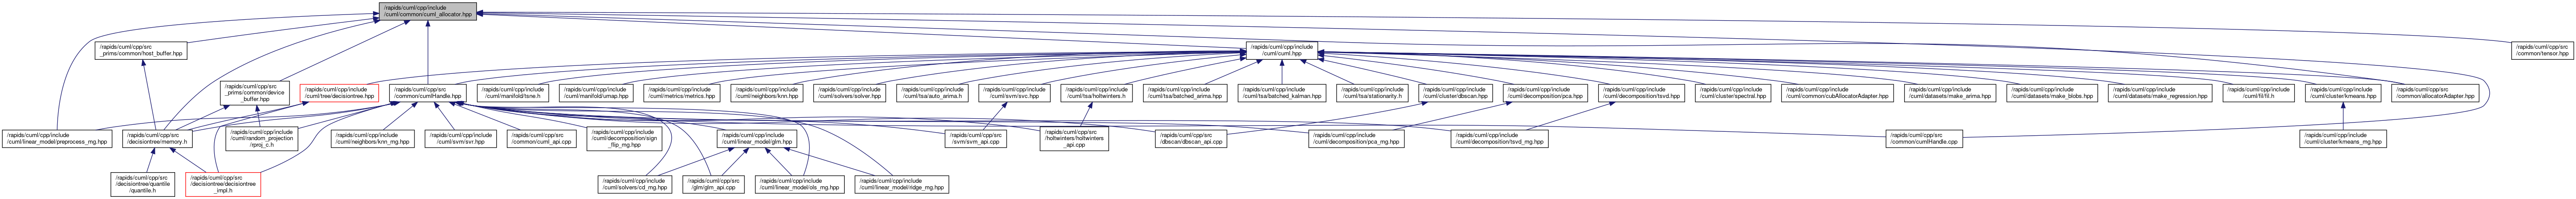 /rapids/cuml/cpp/include
/cuml/common/cuml_allocator.hpp
/rapids/cuml/cpp/src
_prims/common/host_buffer.hpp
/rapids/cuml/cpp/include
/cuml/cuml.hpp
/rapids/cuml/cpp/src
/common/tensor.hpp
/rapids/cuml/cpp/src
_prims/common/device
_buffer.hpp
/rapids/cuml/cpp/include
/cuml/tree/decisiontree.hpp
/rapids/cuml/cpp/src
/common/cumlHandle.hpp
/rapids/cuml/cpp/include
/cuml/manifold/tsne.hpp
/rapids/cuml/cpp/include
/cuml/manifold/umap.hpp
/rapids/cuml/cpp/include
/cuml/metrics/metrics.hpp
/rapids/cuml/cpp/include
/cuml/neighbors/knn.hpp
/rapids/cuml/cpp/include
/cuml/solvers/solver.hpp
/rapids/cuml/cpp/include
/cuml/tsa/auto_arima.h
/rapids/cuml/cpp/include
/cuml/svm/svc.hpp
/rapids/cuml/cpp/include
/cuml/tsa/holtwinters.h
/rapids/cuml/cpp/include
/cuml/tsa/batched_arima.hpp
/rapids/cuml/cpp/include
/cuml/tsa/batched_kalman.hpp
/rapids/cuml/cpp/include
/cuml/tsa/stationarity.h
/rapids/cuml/cpp/include
/cuml/cluster/dbscan.hpp
/rapids/cuml/cpp/include
/cuml/decomposition/pca.hpp
/rapids/cuml/cpp/include
/cuml/decomposition/tsvd.hpp
/rapids/cuml/cpp/include
/cuml/cluster/spectral.hpp
/rapids/cuml/cpp/include
/cuml/common/cubAllocatorAdapter.hpp
/rapids/cuml/cpp/include
/cuml/datasets/make_arima.hpp
/rapids/cuml/cpp/include
/cuml/datasets/make_blobs.hpp
/rapids/cuml/cpp/include
/cuml/datasets/make_regression.hpp
/rapids/cuml/cpp/include
/cuml/fil/fil.h
/rapids/cuml/cpp/include
/cuml/cluster/kmeans.hpp
/rapids/cuml/cpp/src
/common/allocatorAdapter.hpp
/rapids/cuml/cpp/include
/cuml/linear_model/preprocess_mg.hpp
/rapids/cuml/cpp/src
/decisiontree/memory.h
/rapids/cuml/cpp/include
/cuml/random_projection
/rproj_c.h
/rapids/cuml/cpp/include
/cuml/neighbors/knn_mg.hpp
/rapids/cuml/cpp/include
/cuml/svm/svr.hpp
/rapids/cuml/cpp/src
/common/cuml_api.cpp
/rapids/cuml/cpp/include
/cuml/decomposition/sign
_flip_mg.hpp
/rapids/cuml/cpp/include
/cuml/linear_model/glm.hpp
/rapids/cuml/cpp/src
/svm/svm_api.cpp
/rapids/cuml/cpp/src
/holtwinters/holtwinters
_api.cpp
/rapids/cuml/cpp/src
/dbscan/dbscan_api.cpp
/rapids/cuml/cpp/include
/cuml/decomposition/pca_mg.hpp
/rapids/cuml/cpp/include
/cuml/decomposition/tsvd_mg.hpp
/rapids/cuml/cpp/src
/common/cumlHandle.cpp
/rapids/cuml/cpp/include
/cuml/cluster/kmeans_mg.hpp
/rapids/cuml/cpp/src
/decisiontree/quantile
/quantile.h
/rapids/cuml/cpp/src
/decisiontree/decisiontree
_impl.h
/rapids/cuml/cpp/include
/cuml/solvers/cd_mg.hpp
/rapids/cuml/cpp/src
/glm/glm_api.cpp
/rapids/cuml/cpp/include
/cuml/linear_model/ols_mg.hpp
/rapids/cuml/cpp/include
/cuml/linear_model/ridge_mg.hpp